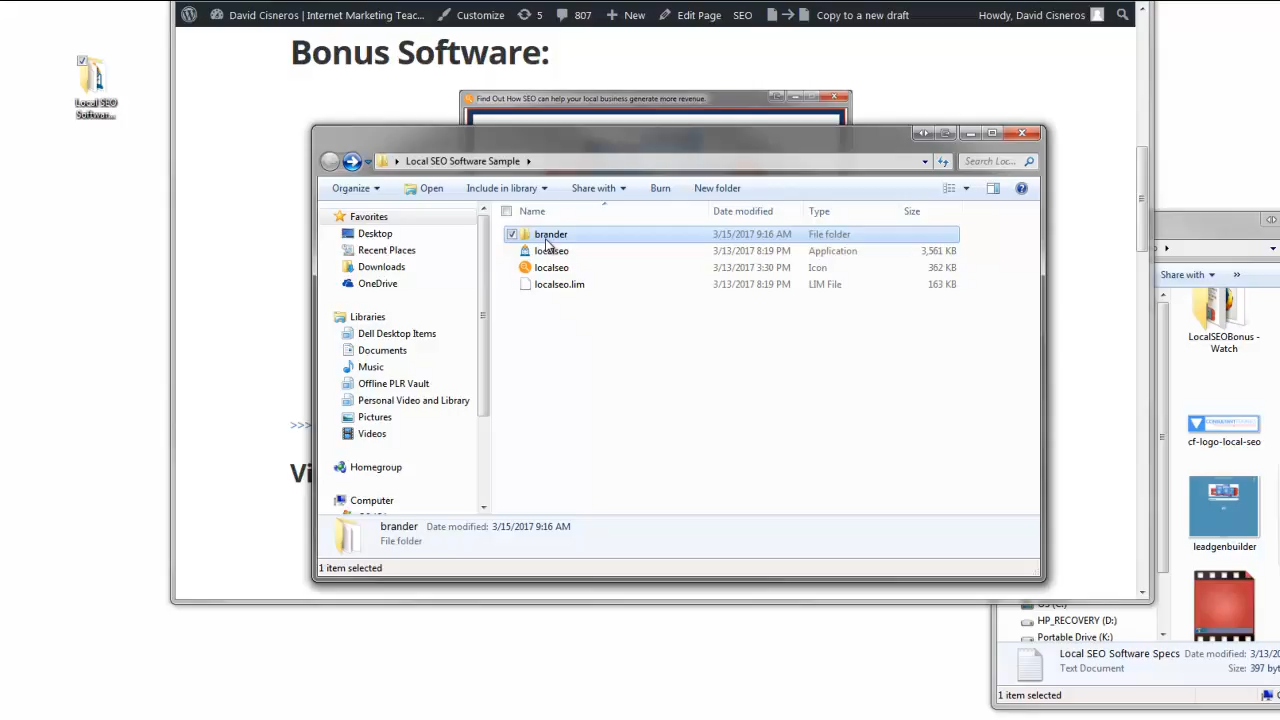 David Cisneros | Internet Marketing Teac... Customize 5 807 New Edit Page SEO Copy to a new draft Howdy, David Cisneros
Bonus Software:
Find Out How SEO can help your local business generate more revenue.
Local SEO
Softwar...
Local SEO Software Sample Search Loc...
Organize Open Include in library Share with Burn New folder
Name Date modified Type Size
brander 3/15/2017 9:16 AM File folder
localseo 3/13/2017 8:19 PM Application 3,561 KB
localseo 3/13/2017 3:30 PM Icon 362 KB
localseo.lim 3/13/2017 8:19 PM LIM File 163 KB
Favorites
Desktop
Recent Places
Downloads
OneDrive
Libraries
Dell Desktop Items
Documents
Music
Offline PLR Vault
Personal Video and Library
Pictures
Videos
Homegroup
Computer
brander Date modified: 3/15/2017 9:16 AM
File folder
1 item selected
>>>
Vi
Share with »
LocalSEOBonus -
Watch
cf-logo-local-seo
leadgenbuilder
HP_RECOVERY (D:)
Portable Drive (K:)
Local SEO Software Specs Date modified: 3/13/20
Text Document Size: 397 byt
1 item selected